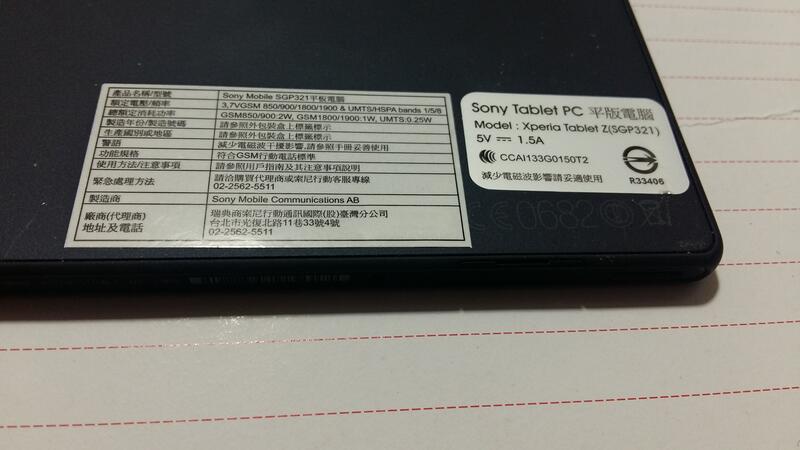 產品名稱/型號 Sony Mobile SGP321平板電腦
額定電壓/頻率 3,7VGSM 850/900/1800/1900 & UMTS/HSPA bands 1/5/8
總額定消耗功率 GSM850/900:2W, GSM1800/1900:1W, UMTS:0.25W
製造年份/製造號碼 請參照外包裝盒上標籤標示
生產國別或地區 請參照外包裝盒上標籤標示
警語 減少電磁波干擾影響,請參照手冊妥善使用
功能規格 符合GSM行動電話標準
使用方法/注意事項 請參照用戶指南及其注意事項說明
緊急處理方法 請洽購買代理商或索尼行動客服專線
02-2562-5511
製造商 Sony Mobile Communications AB
廠商(代理商)
地址及電話
瑞典商索尼行動通訊國際(股)臺灣分公司
台北市光復北路11巷33號4號
02-2562-5511
Sony Tablet PC 平版電腦
Model : Xperia Tablet Z(SGP321)
5V 1.5A
CCAI133G0150T2
減少電磁波影響請妥適使用
R33406
CE0682